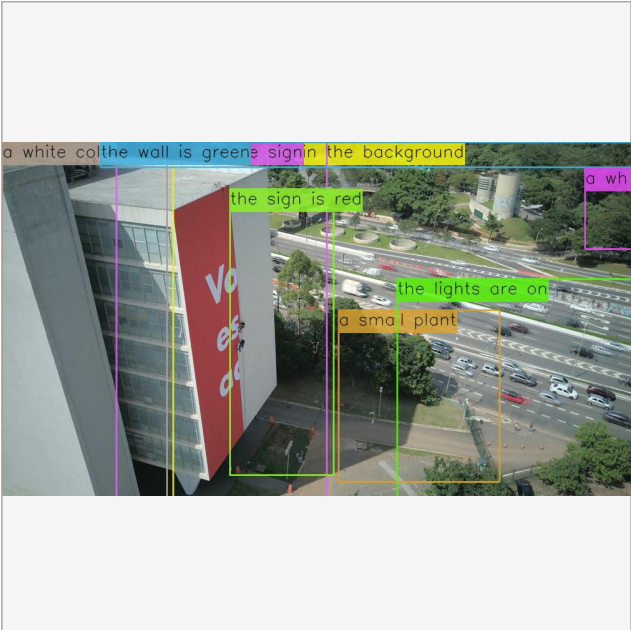 a white col
the wall is green
e sign
in the background
a wh
the sign is red
the lights are on
a small plant
Vo
es
do